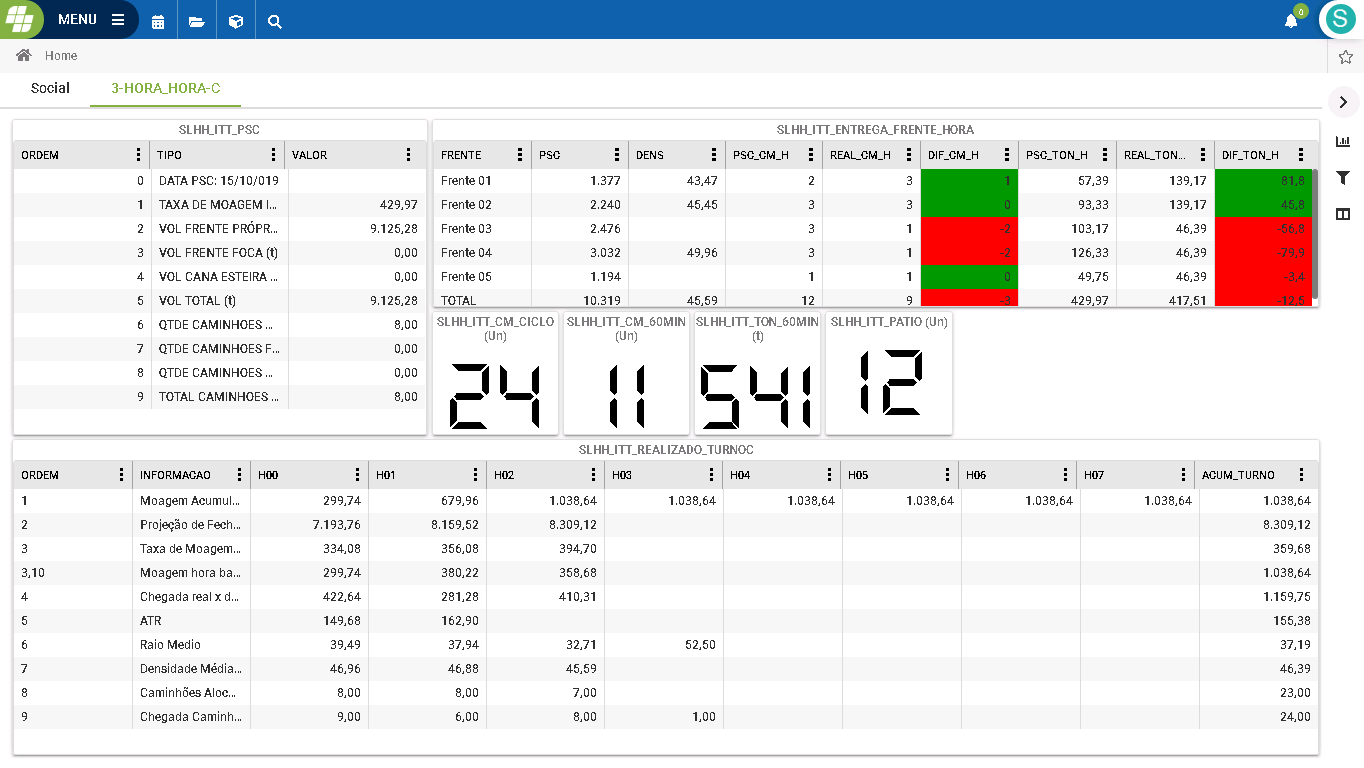 MENU
0
S
Home
Social 3-HORA_HORA-C
SLHH_ITT_PSC
ORDEM TIPO VALOR
0 DATA PSC: 15/10/019
1 TAXA DE MOAGEM I... 429,97
2 VOL FRENTE PRÓPR... 9.125,28
3 VOL FRENTE FOCA (t) 0,00
4 VOL CANA ESTEIRA ... 0,00
5 VOL TOTAL (t) 9.125,28
6 QTDE CAMINHOES ... 8,00
7 QTDE CAMINHOES F... 0,00
8 QTDE CAMINHOES ... 0,00
9 TOTAL CAMINHOES ... 8,00
SLHH_ITT_ENTREGA_FRENTE_HORA
FRENTE PSC DENS PSC_CM_H REAL_CM_H DIF_CM_H PSC_TON_H REAL_TON... DIF_TON_H
Frente 01 1.377 43,47 2 3 1 57,39 139,17 81,8
Frente 02 2.240 45,45 3 3 0 93,33 139,17 45,8
Frente 03 2.476 3 1 -2 103,17 46,39 -56,8
Frente 04 3.032 49,96 3 1 -2 126,33 46,39 -79,9
Frente 05 1.194 1 1 0 49,75 46,39 -3,4
TOTAL 10.319 45,59 12 9 -3 429,97 417,51 -12,5
SLHH_ITT_CM_CICLO
(Un)
24
SLHH_ITT_CM_60MIN
(Un)
11
SLHH_ITT_TON_60MIN
(t)
541
SLHH_ITT_PATIO (Un)
12
SLHH_ITT_REALIZADO_TURNOC
ORDEM INFORMACAO H00 H01 H02 H03 H04 H05 H06 H07 ACUM_TURNO
1 Moagem Acumul... 299,74 679,96 1.038,64 1.038,64 1.038,64 1.038,64 1.038,64 1.038,64 1.038,64
2 Projeção de Fech... 7.193,76 8.159,52 8.309,12 8.309,12
3 Taxa de Moagem... 334,08 356,08 394,70 359,68
3,10 Moagem hora ba... 299,74 380,22 358,68 1.038,64
4 Chegada real x d... 422,64 281,28 410,31 1.159,75
5 ATR 149,68 162,90 155,38
6 Raio Medio 39,49 37,94 32,71 52,50 37,19
7 Densidade Média... 46,96 46,88 45,59 46,39
8 Caminhões Aloc... 8,00 8,00 7,00 23,00
9 Chegada Caminh... 9,00 6,00 8,00 1,00 24,00